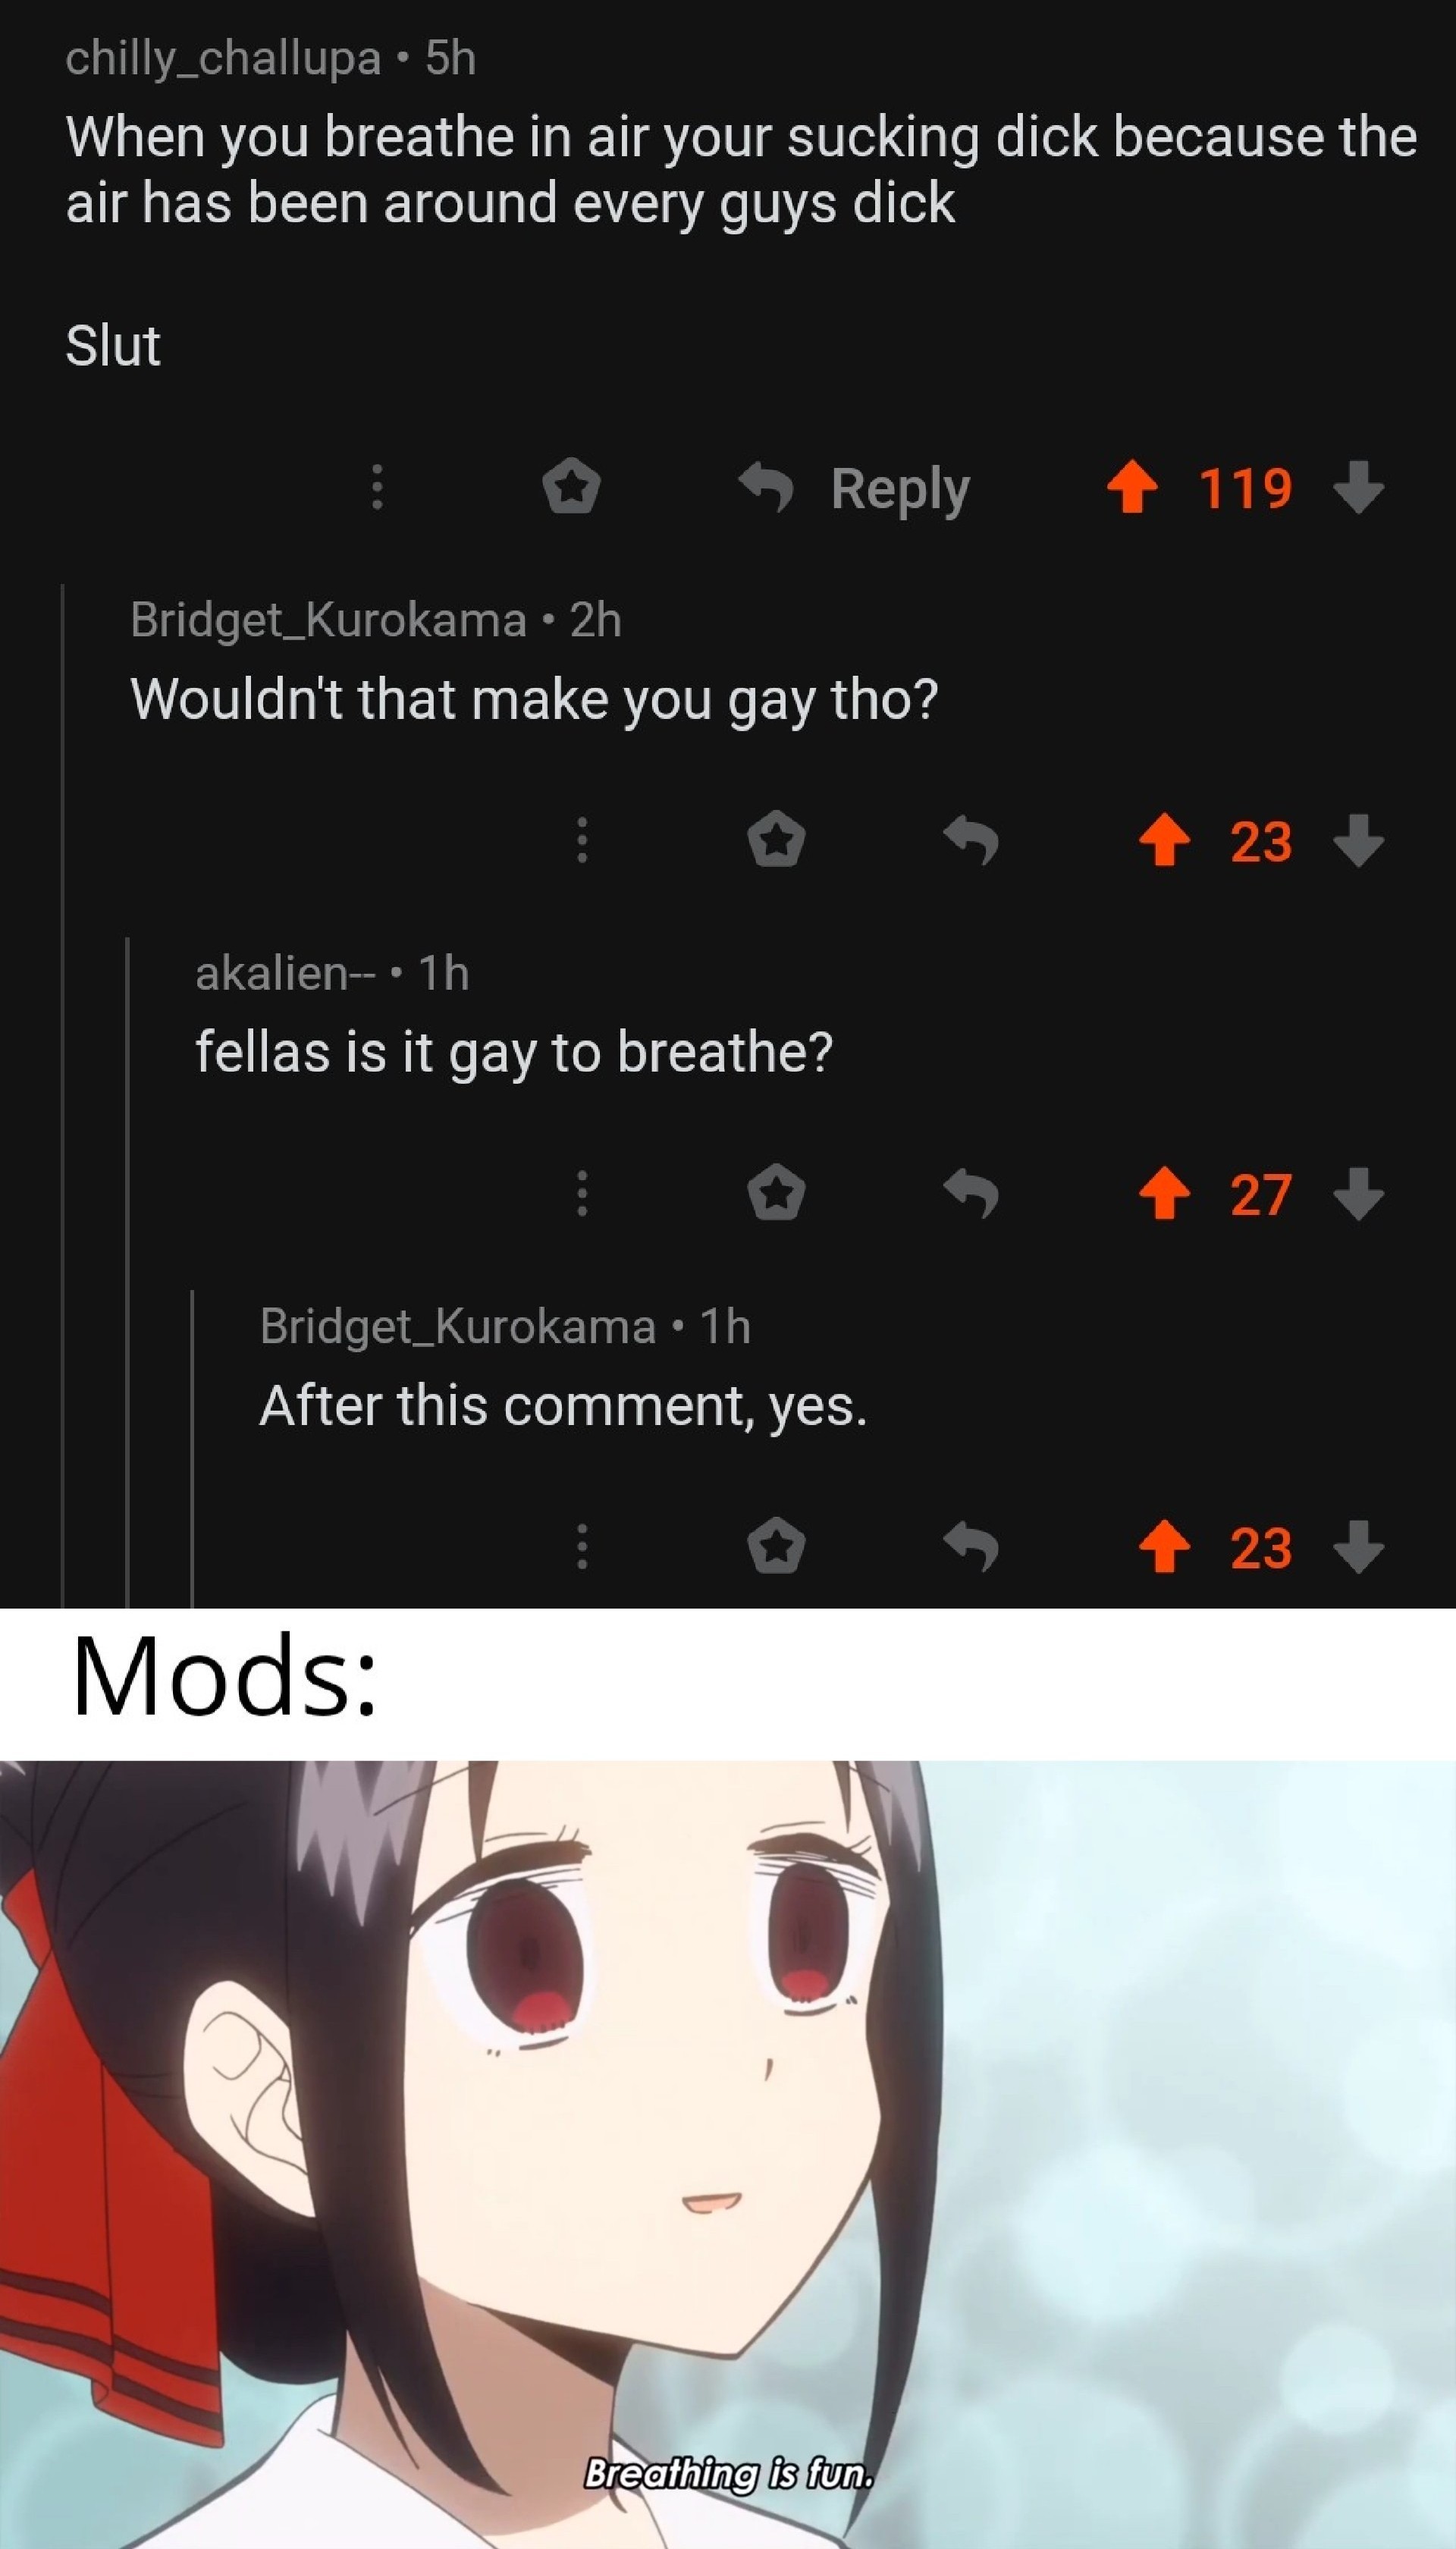 chilly_challupa • 5h
When you breathe in air your sucking dick because the
air has been around every guys dick
Slut
Reply 119
Bridget_Kurokama • 2h
Wouldn't that make you gay tho?
23
akalien-- • 1h
fellas is it gay to breathe?
27
Bridget_Kurokama • 1h
After this comment, yes.
23
Mods:
Breathing is fun.